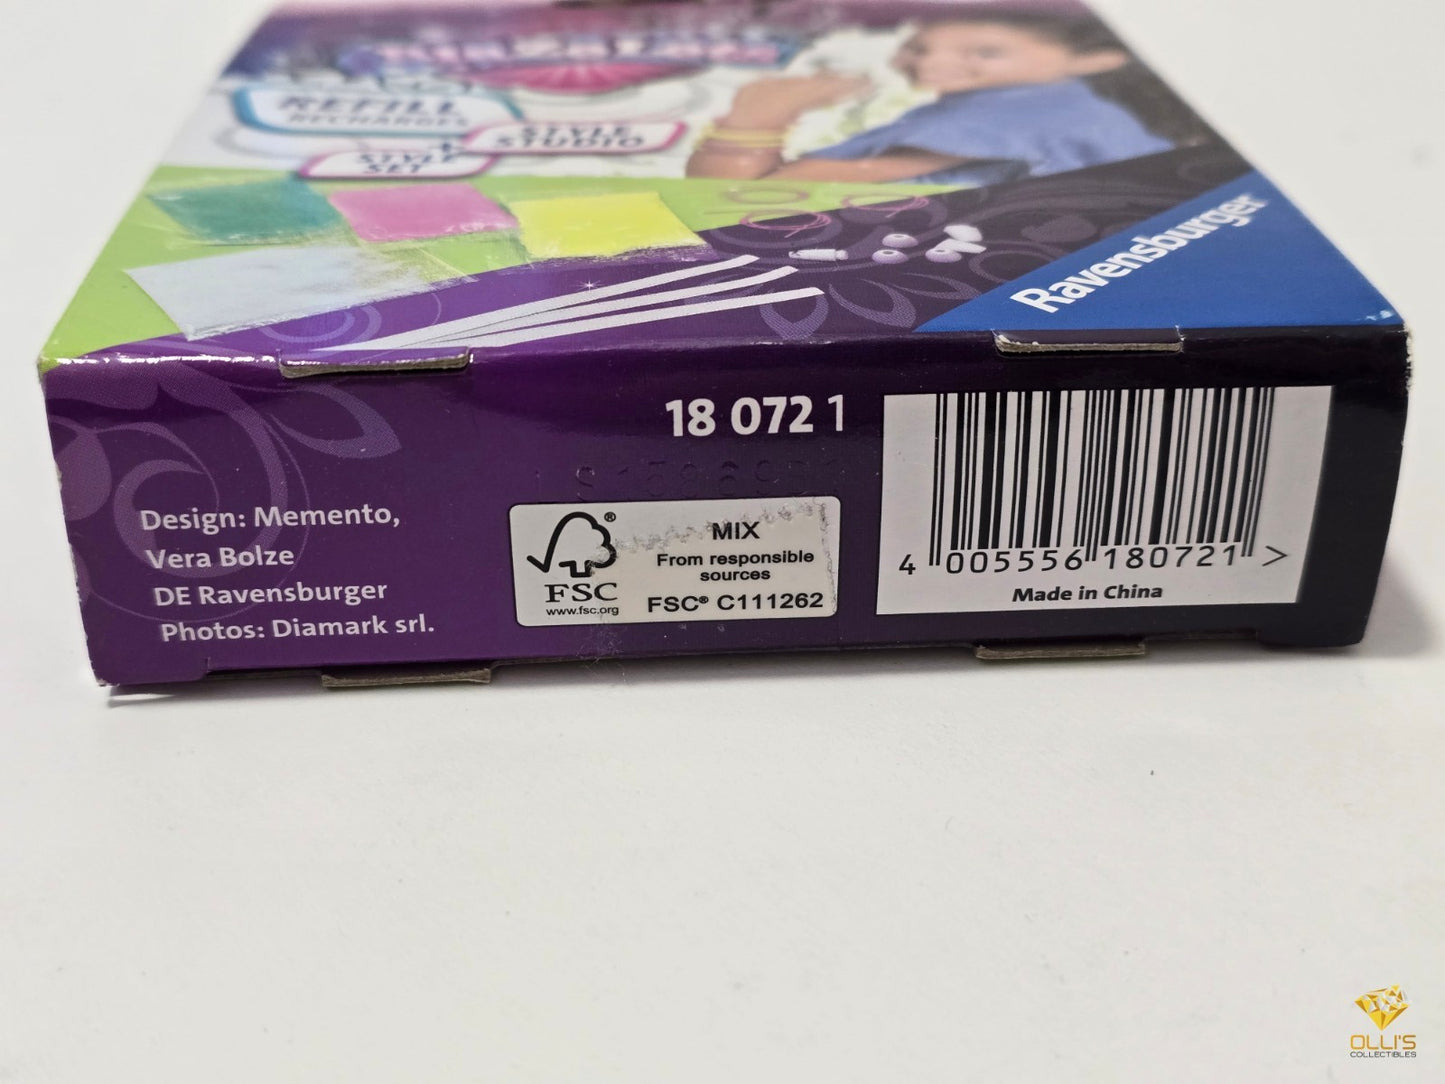 REFILL
RECHARGES
STYLE
STUDIO
STYLE
SET
Ravensburger
18 072 1
Design: Memento,
Vera Bolze
DE Ravensburger
Photos: Diamark srl.
FSC
www.fsc.org
MIX
From responsible
sources
FSC® C111262
4 005556 180721 >
Made in China
OLLI'S
COLLECTIBLES